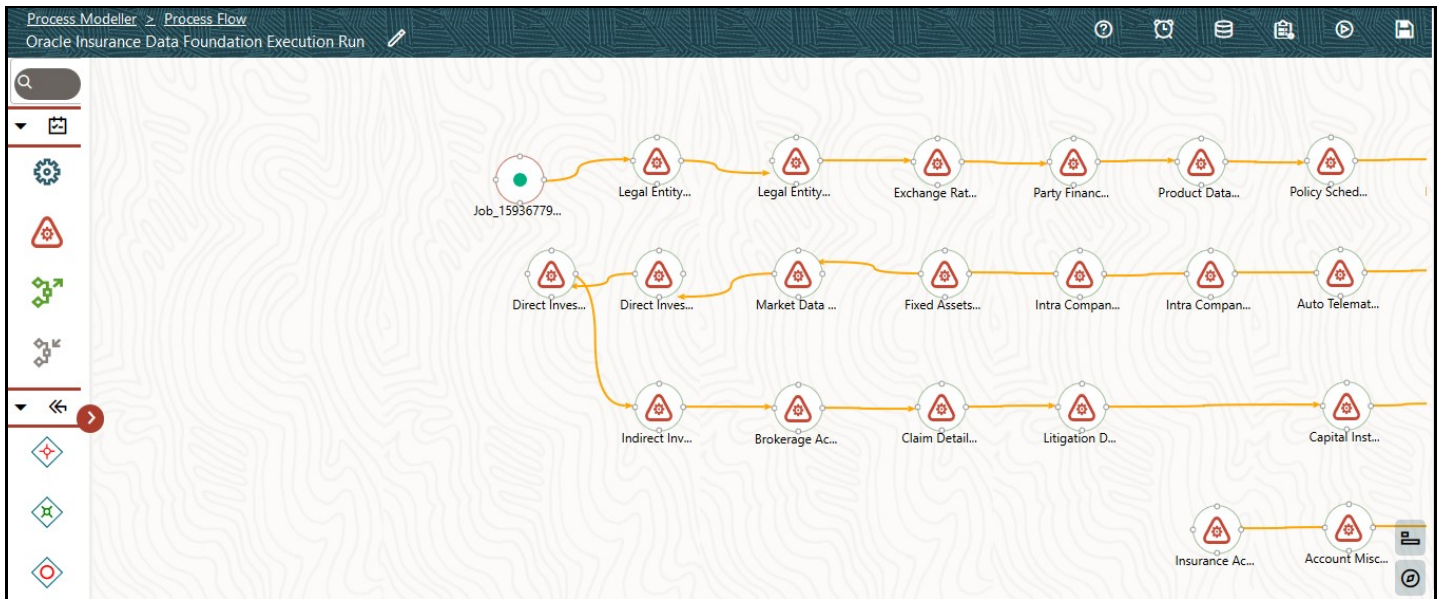 Process Modeller > Process Flow
Oracle Insurance Data Foundation Execution Run
Job_15936779...
Legal Entity...
Legal Entity...
Exchange Rat...
Party Financ...
Product Data...
Policy Sched...
Direct Inves...
Direct Inves...
Market Data ...
Fixed Assets...
Intra Compan...
Intra Compan...
Auto Telemat...
Indirect Inv...
Brokerage Ac...
Claim Detail...
Litigation D...
Capital Inst...
Insurance Ac...
Account Misc...